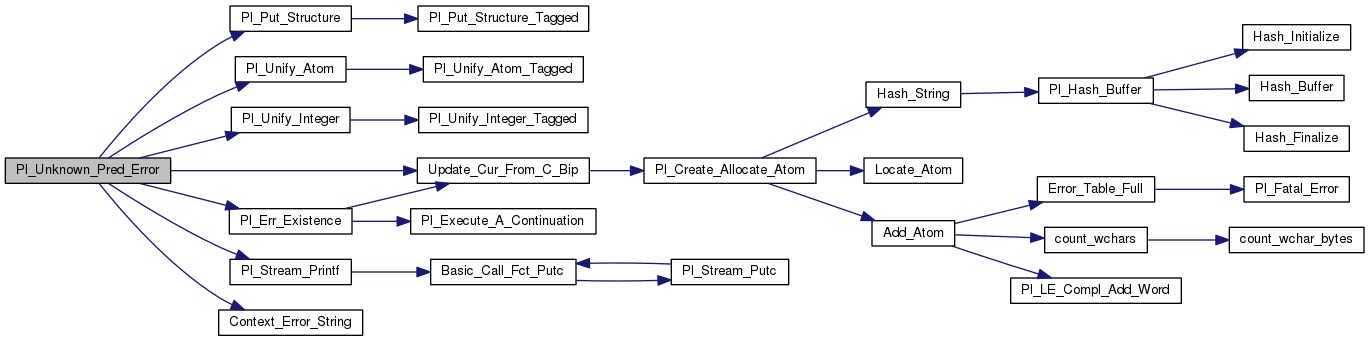 Pl_Unknown_Pred_Error
Pl_Put_Structure
Pl_Put_Structure_Tagged
Pl_Unify_Atom
Pl_Unify_Atom_Tagged
Pl_Unify_Integer
Pl_Unify_Integer_Tagged
Update_Cur_From_C_Bip
Pl_Err_Existence
Pl_Execute_A_Continuation
Pl_Stream_Printf
Basic_Call_Fct_Putc
Pl_Stream_Putc
Context_Error_String
Pl_Create_Allocate_Atom
Hash_String
Pl_Hash_Buffer
Hash_Initialize
Hash_Buffer
Hash_Finalize
Locate_Atom
Add_Atom
Error_Table_Full
Pl_Fatal_Error
count_wchars
count_wchar_bytes
Pl_LE_Compl_Add_Word